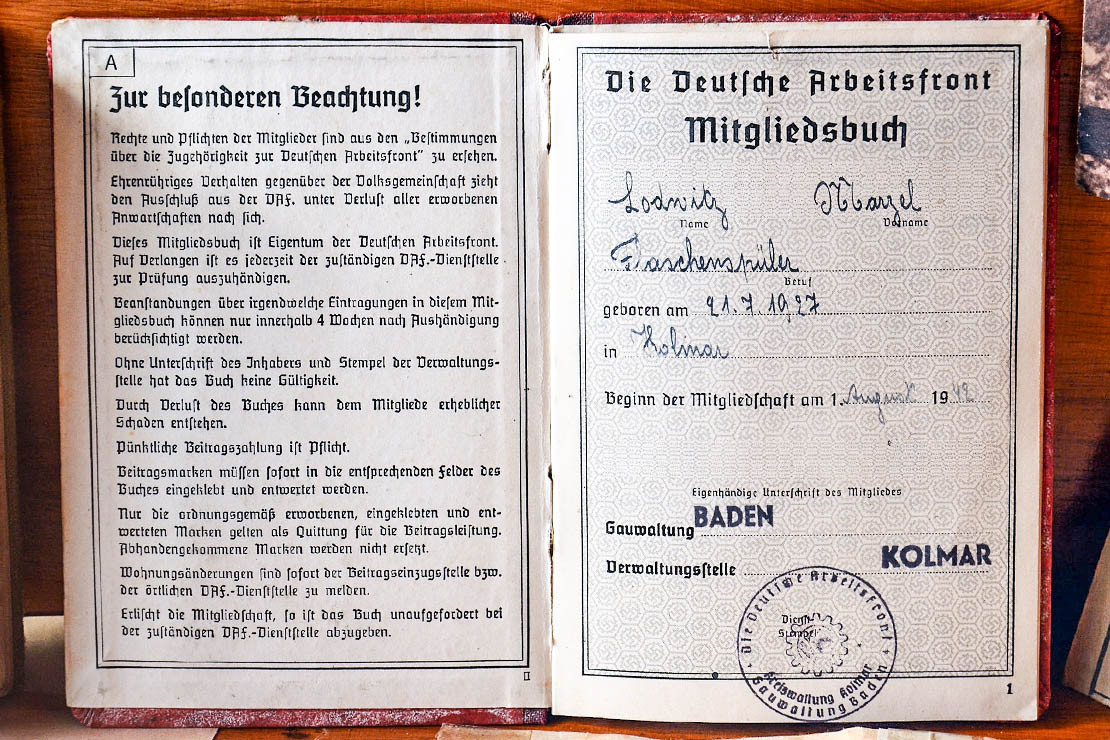 A
Zur besonderen Beachtung!
Rechte und Pflichten der Mitglieder sind aus den „Bestimmungen
über die Zugehörigkeit zur Deutschen Arbeitsfront“ zu ersehen.
Ehrenrühriges Verhalten gegenüber der Volksgemeinschaft zieht
den Ausschluß aus der DAF. unter Verlust aller erworbenen
Anwartschaften nach sich.
Dieses Mitgliedsbuch ist Eigentum der Deutschen Arbeitsfront.
Auf Verlangen ist es jederzeit der zuständigen DAF.-Dienststelle
zur Prüfung auszuhändigen.
Beanstandungen über irgendwelche Eintragungen in diesem Mit-
gliedsbuch können nur innerhalb 4 Wochen nach Aushändigung
berücksichtigt werden.
Ohne Unterschrift des Inhabers und Stempel der Verwaltungs-
stelle hat das Buch keine Gültigkeit.
Durch Verlust des Buches kann dem Mitgliede erheblicher
Schaden entstehen.
Pünktliche Beitragszahlung ist Pflicht.
Beitragsmarken müssen sofort in die entsprechenden Felder des
Buches eingeklebt und entwertet werden.
Nur die ordnungsgemäß erworbenen, eingeklebten und ent-
werteten Marken gelten als Quittung für die Beitragsleistung.
Abhandengekommene Marken werden nicht ersetzt.
Wohnungsänderungen sind sofort der Beitragseinzugsstelle bzw.
der örtlichen DAF.-Dienststelle zu melden.
Erlischt die Mitgliedschaft, so ist das Buch unaufgefordert bei
der zuständigen DAF.-Dienststelle abzugeben.
II
Die Deutsche Arbeitsfront
Mitgliedsbuch
Lodwitz Marzel
Name Vorname
Flaschenspüler
Beruf
geboren am 21.7.1927
in Kolmar
Beginn der Mitgliedschaft am 1. August 1942
Eigenhändige Unterschrift des Mitgliedes
Gauwaltung BADEN
Verwaltungsstelle KOLMAR
Die Deutsche Arbeitsfront
Dienst
Stempel
Kreiswaltung Kolmar
Gauwaltung Baden
1